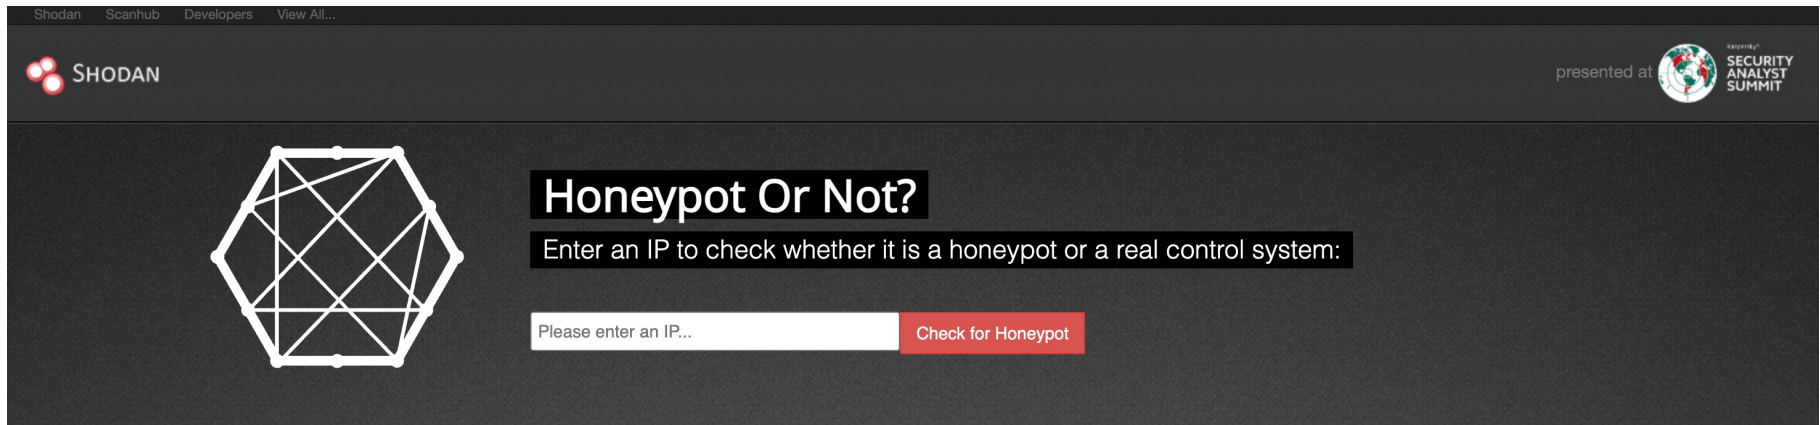 Shodan Scanhub Developers View All...
SHODAN
presented at
Kaspersky®
SECURITY
ANALYST
SUMMIT
Honeypot Or Not?
Enter an IP to check whether it is a honeypot or a real control system:
Please enter an IP... Check for Honeypot